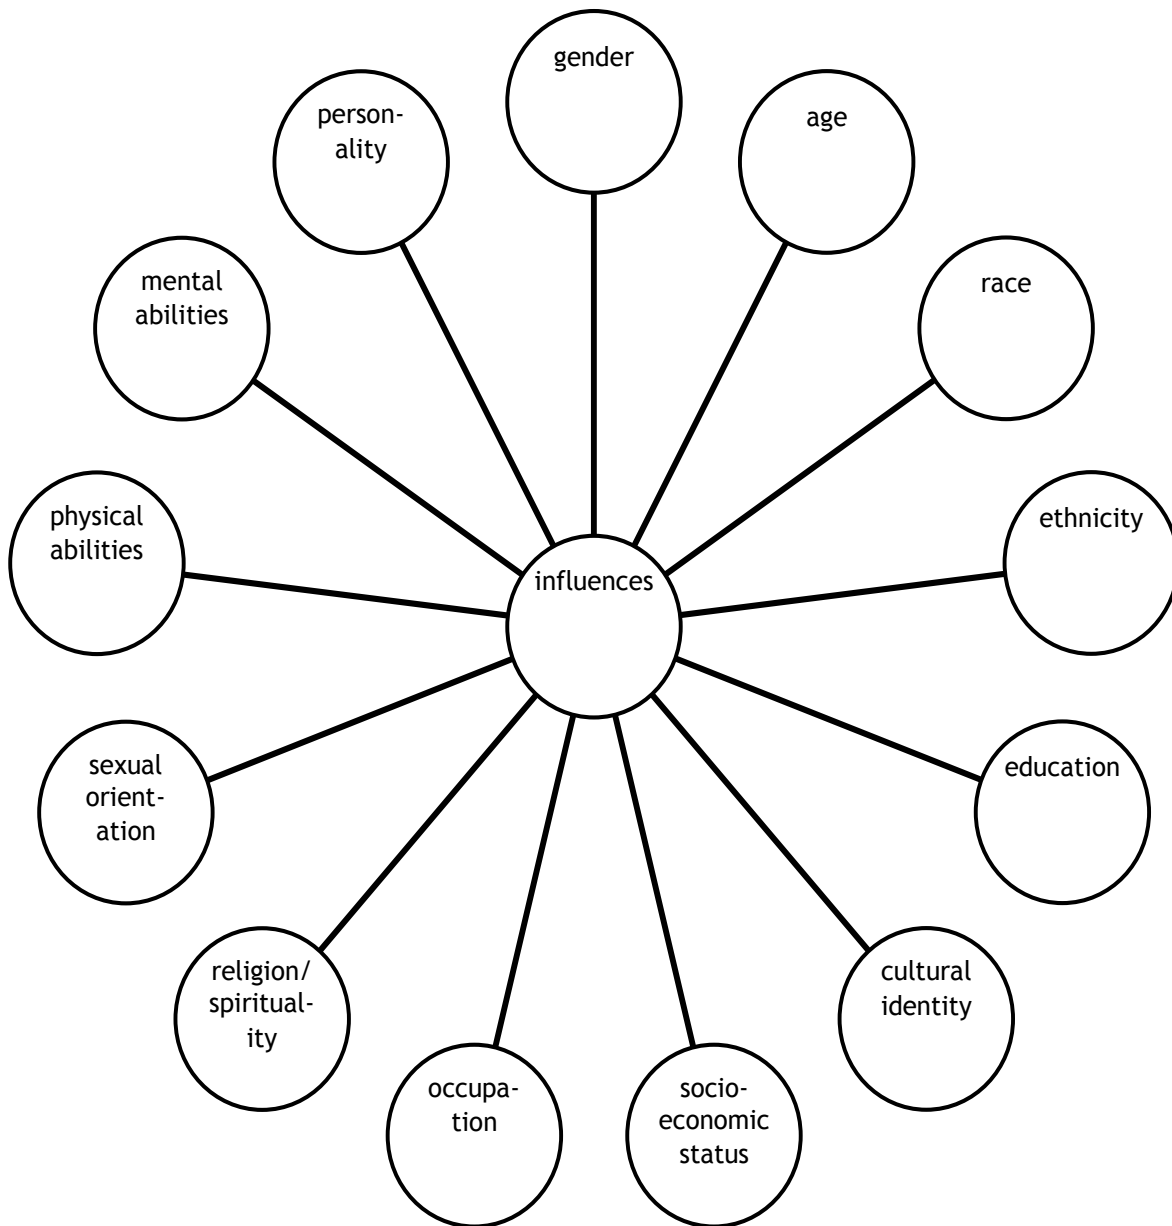 gender
age
race
ethnicity
education
cultural
identity
socio-
economic
status
occupa-
tion
religion/
spiritual-
ity
sexual
orient-
ation
physical
abilities
mental
abilities
person-
ality
influences